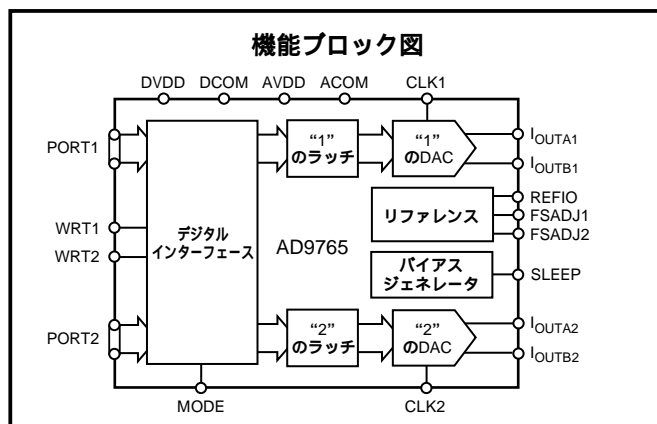 機能ブロック図
DVDD DCOM AVDD ACOM CLK1
PORT1
“1”
のラッチ
“1”
のDAC
IOUTA1
IOUTB1
REFIO
FSADJ1
FSADJ2
リファレンス
WRT1
WRT2
デジタル
インターフェース
AD9765
バイアス
ジェネレータ
SLEEP
PORT2
“2”
のラッチ
“2”
のDAC
IOUTA2
IOUTB2
MODE CLK2